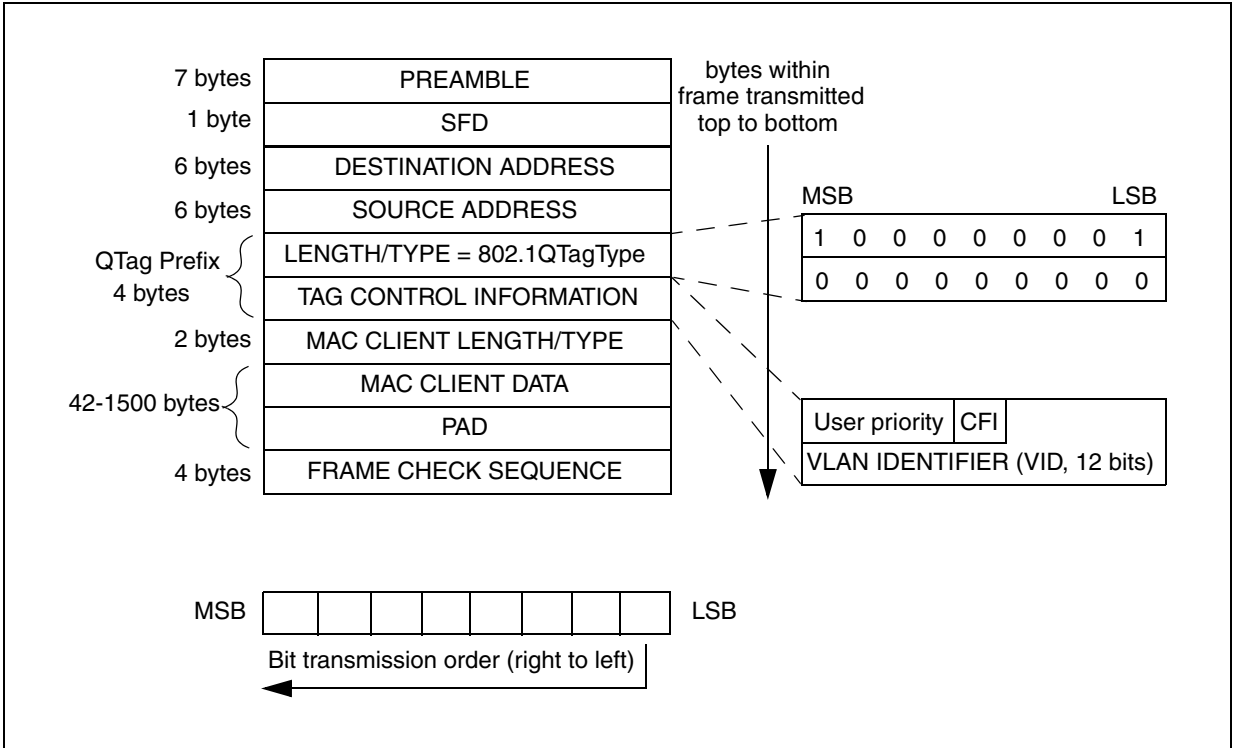 7 bytes
PREAMBLE
1 byte
SFD
6 bytes
DESTINATION ADDRESS
6 bytes
SOURCE ADDRESS
QTag Prefix
4 bytes
LENGTH/TYPE = 802.1QTagType
TAG CONTROL INFORMATION
2 bytes
MAC CLIENT LENGTH/TYPE
42-1500 bytes
MAC CLIENT DATA
PAD
4 bytes
FRAME CHECK SEQUENCE
bytes within
frame transmitted
top to bottom
MSB LSB
1 0 0 0 0 0 0 0 1
0 0 0 0 0 0 0 0 0
User priority CFI
VLAN IDENTIFIER (VID, 12 bits)
MSB LSB
Bit transmission order (right to left)